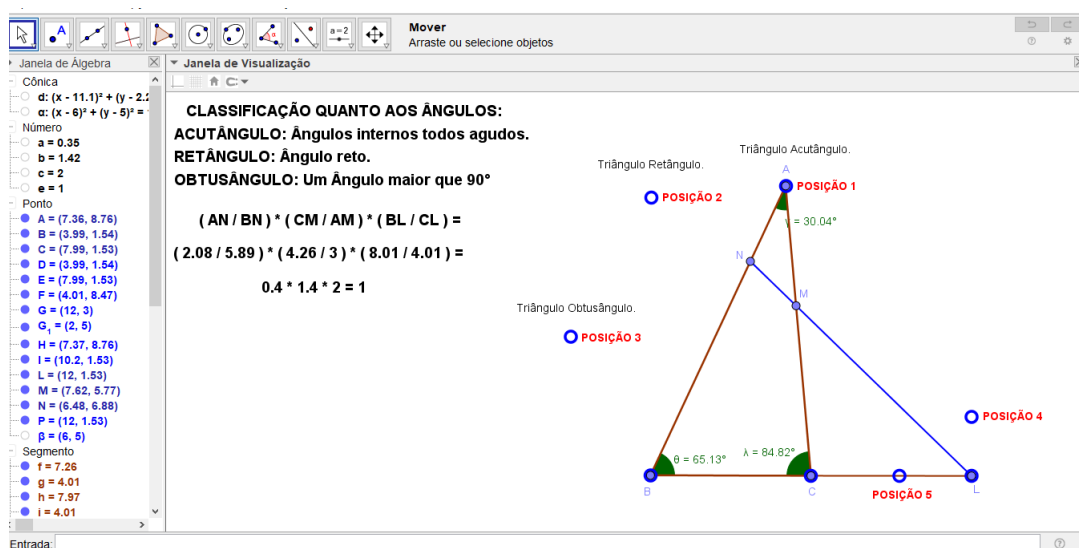 Mover
Arraste ou selecione objetos
A
a=2
Janela de Álgebra
Janela de Visualização
Cônica
d: (x - 11.1)² + (y - 2.2
α: (x - 6)² + (y - 5)² =
Número
a = 0.35
b = 1.42
c = 2
e = 1
Ponto
A = (7.36, 8.76)
B = (3.99, 1.54)
C = (7.99, 1.53)
D = (3.99, 1.54)
E = (7.99, 1.53)
F = (4.01, 8.47)
G = (12, 3)
G₁ = (2, 5)
H = (7.37, 8.76)
I = (10.2, 1.53)
L = (12, 1.53)
M = (7.62, 5.77)
N = (6.48, 6.88)
P = (12, 1.53)
β = (6, 5)
Segmento
f = 7.26
g = 4.01
h = 7.97
i = 4.01
Entrada:
CLASSIFICAÇÃO QUANTO AOS ÂNGULOS:
ACUTÂNGULO: Ângulos internos todos agudos.
RETÂNGULO: Ângulo reto.
OBTUSÂNGULO: Um Ângulo maior que 90°
( AN / BN ) * ( CM / AM ) * ( BL / CL ) =
( 2.08 / 5.89 ) * ( 4.26 / 3 ) * ( 8.01 / 4.01 ) =
0.4 * 1.4 * 2 = 1
Triângulo Acutângulo.
Triângulo Retângulo.
A
POSIÇÃO 1
POSIÇÃO 2
= 30.04°
N
M
Triângulo Obtusângulo.
POSIÇÃO 3
POSIÇÃO 4
θ = 65.13°
λ = 84.82°
B
C
POSIÇÃO 5
L